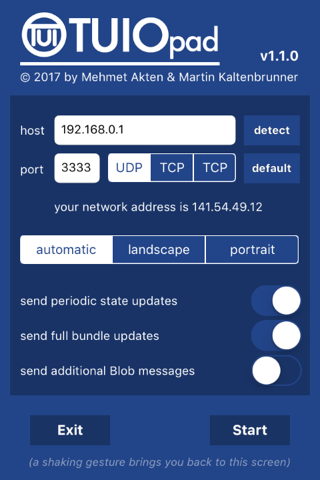 TUIO TUIOpad
v1.1.0
© 2017 by Mehmet Akten & Martin Kaltenbrunner
host 192.168.0.1 detect
port 3333 UDP TCP TCP default
your network address is 141.54.49.12
automatic landscape portrait
send periodic state updates
send full bundle updates
send additional Blob messages
Exit Start
(a shaking gesture brings you back to this screen)